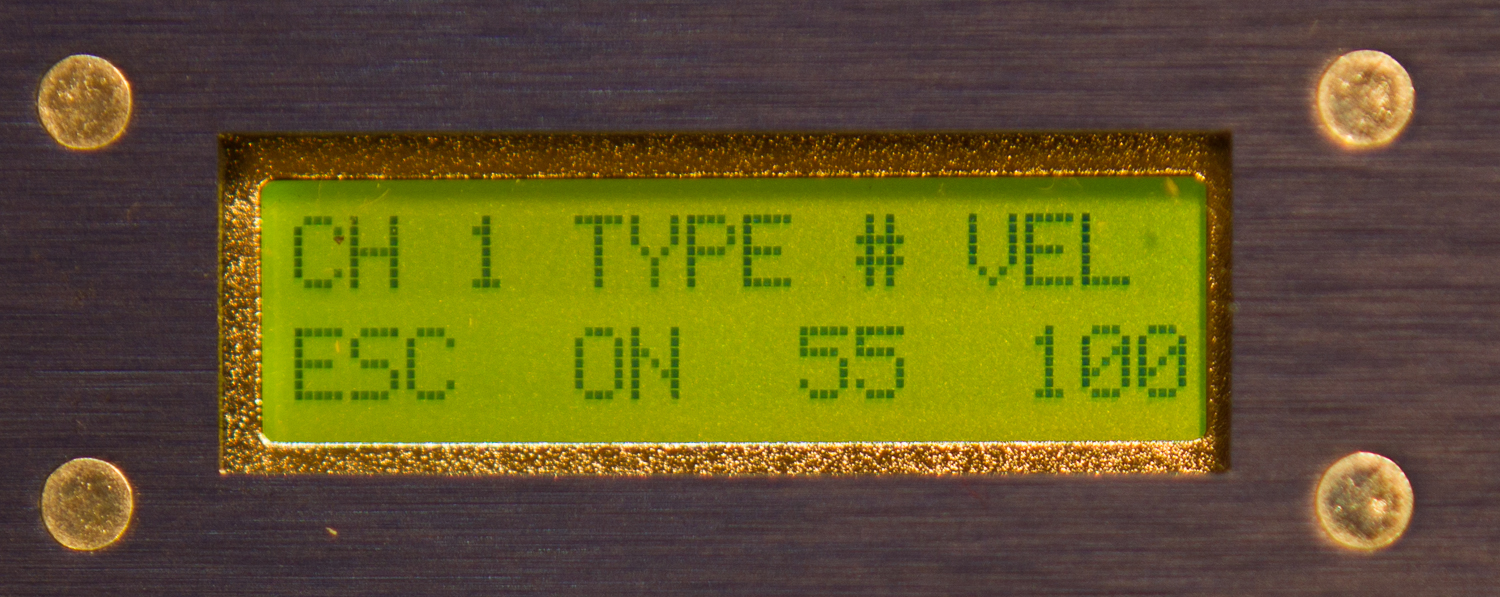 CH 1 TYPE # VEL
ESC ON 55 100